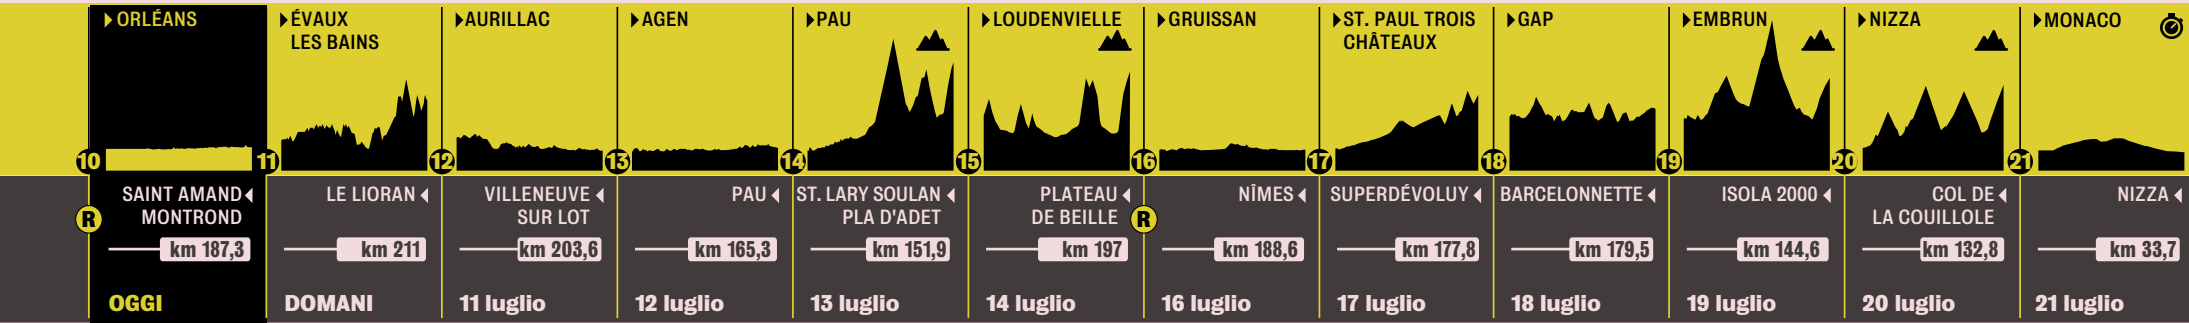 ORLÉANS
10
SAINT AMAND
MONTROND
R
km 187,3
OGGI
ÉVAUX
LES BAINS
11
LE LIORAN
km 211
DOMANI
AURILLAC
12
VILLENEUVE
SUR LOT
km 203,6
11 luglio
AGEN
13
PAU
km 165,3
12 luglio
PAU
14
ST. LARY SOULAN
PLA D'ADET
km 151,9
13 luglio
LOUDENVIELLE
15
PLATEAU
DE BEILLE
km 197
14 luglio
GRUISSAN
16
R
NÎMES
km 188,6
16 luglio
ST. PAUL TROIS
CHÂTEAUX
17
SUPERDÉVOLUY
km 177,8
17 luglio
GAP
18
BARCELONNETTE
km 179,5
18 luglio
EMBRUN
19
ISOLA 2000
km 144,6
19 luglio
NIZZA
20
COL DE
LA COUILLOLE
km 132,8
20 luglio
MONACO
21
NIZZA
km 33,7
21 luglio